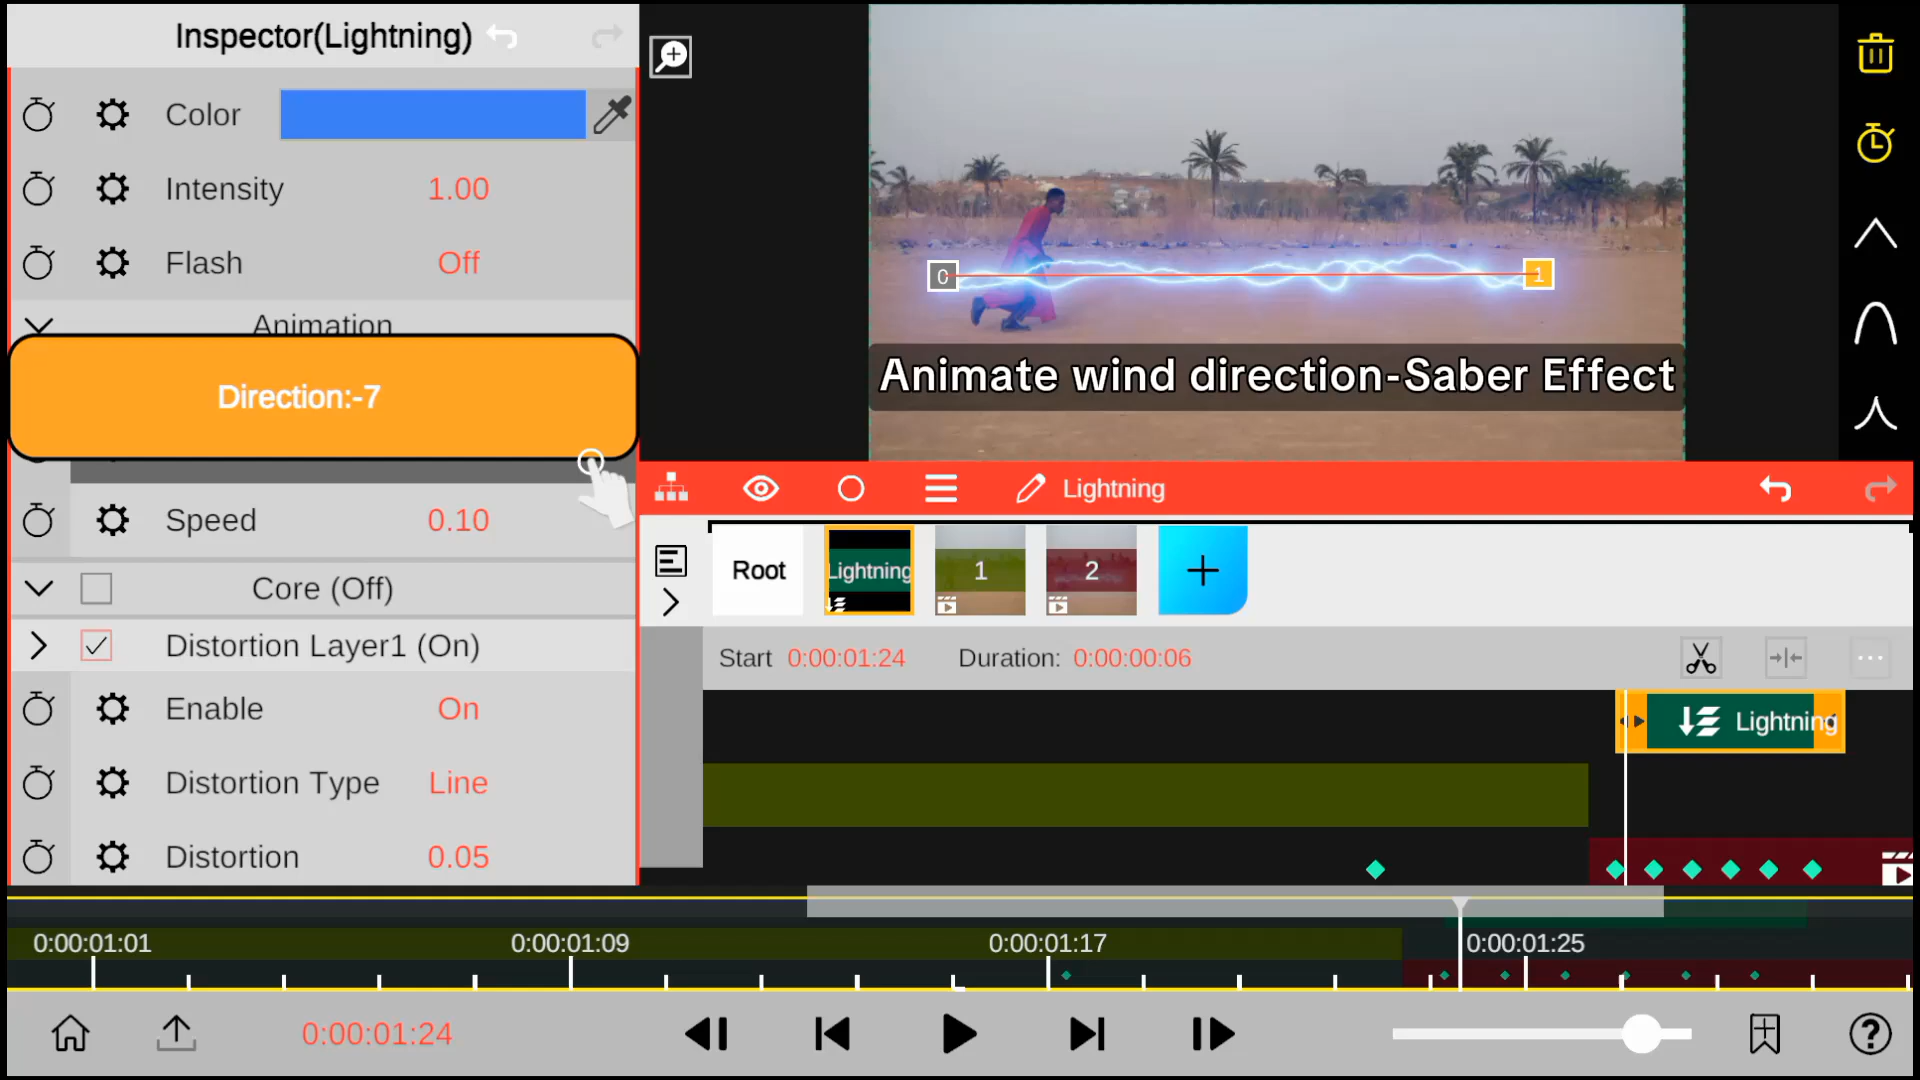 Inspector(Lightning)
Color
Intensity 1.00
Flash Off
Animation
Direction:-7
Speed 0.10
Core (Off)
Distortion Layer1 (On)
Enable On
Distortion Type Line
Distortion 0.05
0
1
Animate wind direction-Saber Effect
Lightning
Root
Lightning
1
2
Start 0:00:01:24 Duration: 0:00:00:06
Lightning
0:00:01:01 0:00:01:09 0:00:01:17 0:00:01:25
0:00:01:24